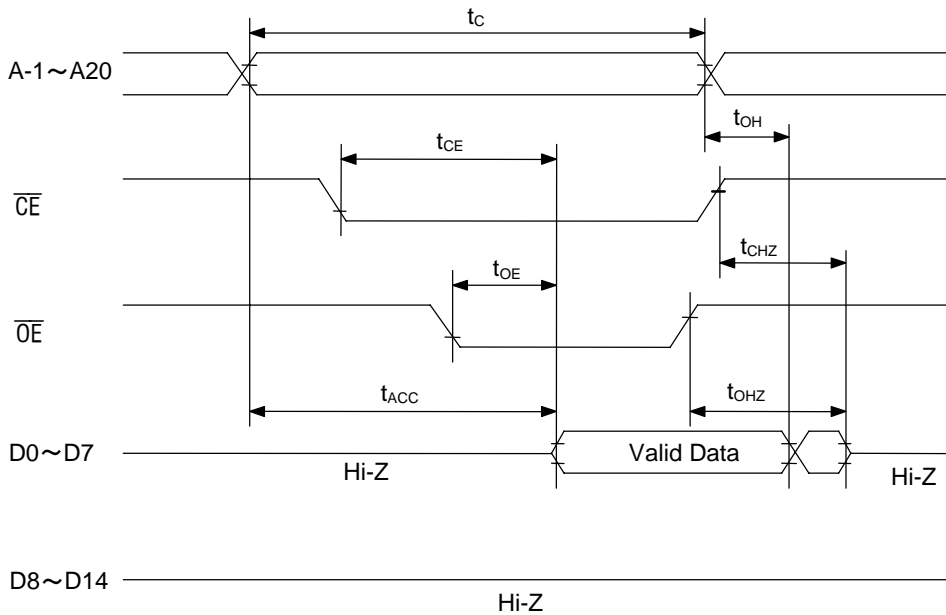 tC
A-1～A20
tOH
tCE
CE
tCHZ
tOE
OE
tACC
tOHZ
D0～D7
Valid Data
Hi-Z
Hi-Z
D8～D14
Hi-Z